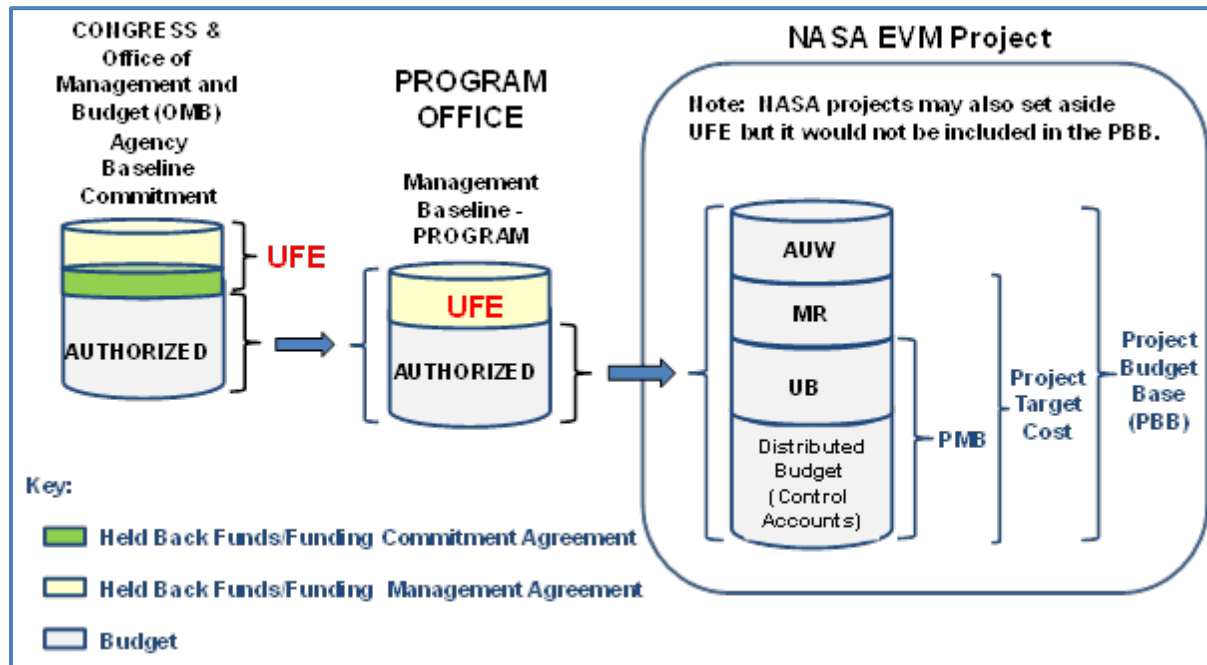 CONGRESS &
Office of
Management and
Budget (OMB)
Agency
Baseline
Commitment
UFE
AUTHORIZED
PROGRAM
OFFICE
Management
Baseline -
PROGRAM
UFE
AUTHORIZED
NASA EVM Project
Note: NASA projects may also set aside
UFE but it would not be included in the PBB.
AUW
MR
UB
Distributed
Budget
(Control
Accounts)
PMB
Project
Target
Cost
Project
Budget
Base
(PBB)
Key:
Held Back Funds/Funding Commitment Agreement
Held Back Funds/Funding Management Agreement
Budget